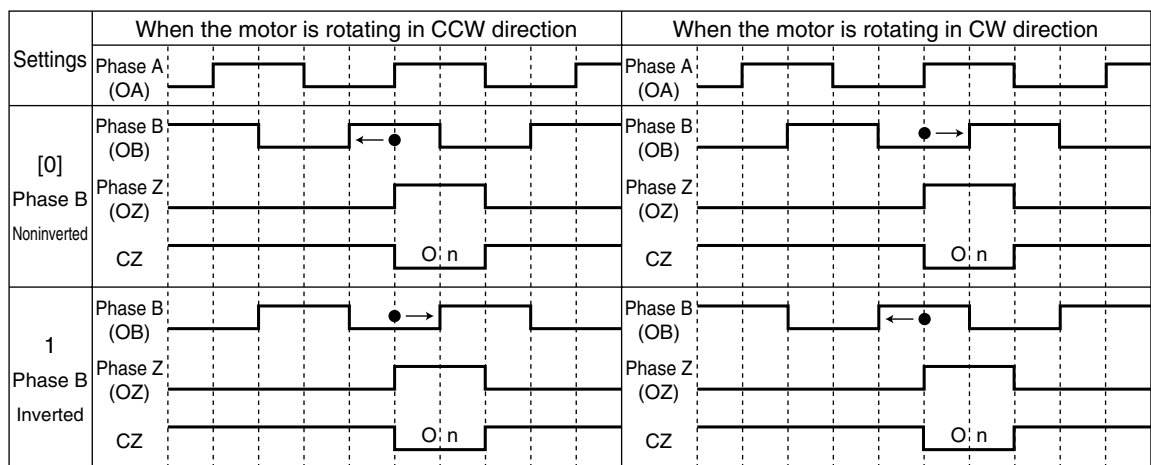 Settings
When the motor is rotating in CCW direction
When the motor is rotating in CW direction
Phase A
(OA)
Phase A
(OA)
[0]
Phase B
Noninverted
Phase B
(OB)
Phase Z
(OZ)
CZ
On
Phase B
(OB)
Phase Z
(OZ)
CZ
On
1
Phase B
Inverted
Phase B
(OB)
Phase Z
(OZ)
CZ
On
Phase B
(OB)
Phase Z
(OZ)
CZ
On